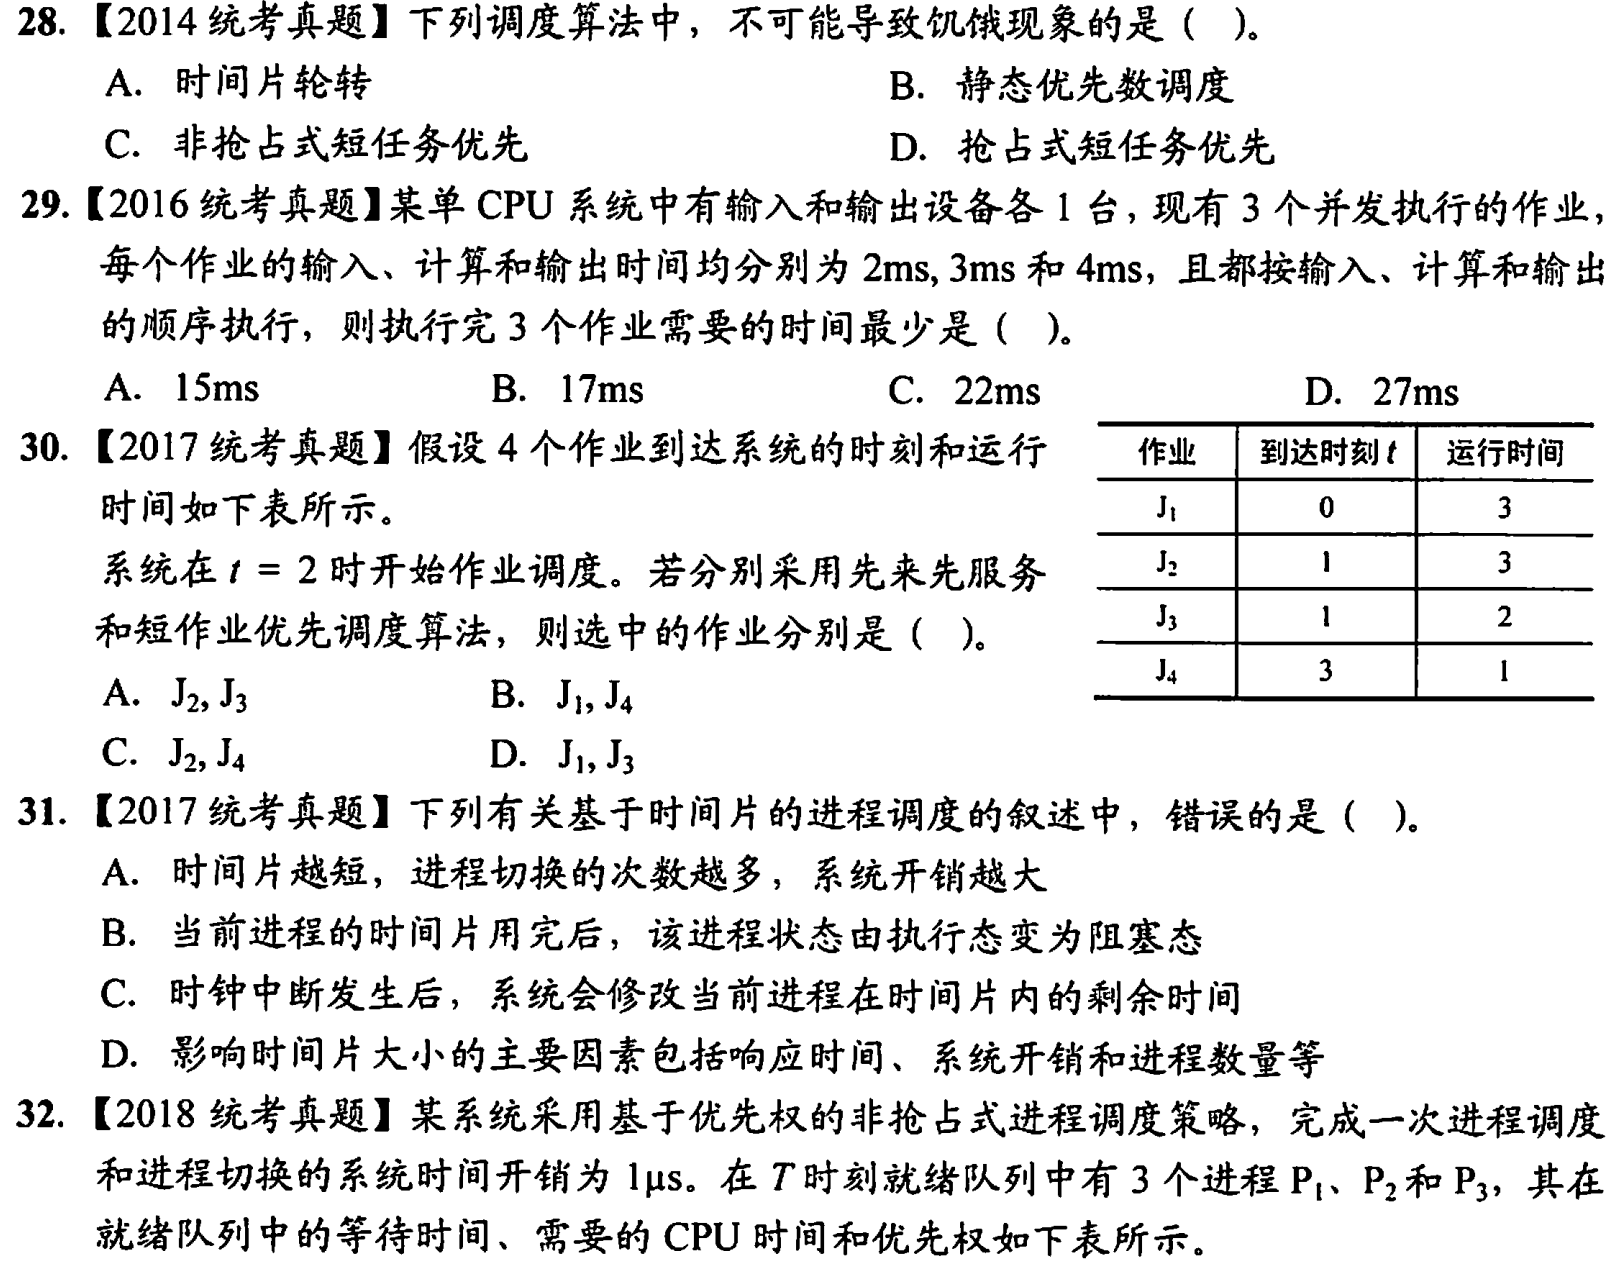 28. 【2014 统考真题】下列调度算法中，不可能导致饥饿现象的是（ ）。
A. 时间片轮转 B. 静态优先数调度
C. 非抢占式短任务优先 D. 抢占式短任务优先
29.【2016 统考真题】某单 CPU 系统中有输入和输出设备各 1 台，现有 3 个并发执行的作业，
每个作业的输入、计算和输出时间均分别为 2ms, 3ms 和 4ms，且都按输入、计算和输出
的顺序执行，则执行完 3 个作业需要的时间最少是（ ）。
A. 15ms B. 17ms C. 22ms D. 27ms
30. 【2017 统考真题】假设 4 个作业到达系统的时刻和运行
时间如下表所示。
系统在 t = 2 时开始作业调度。若分别采用先来先服务
和短作业优先调度算法，则选中的作业分别是（ ）。
A. J₂, J₃ B. J₁, J₄
C. J₂, J₄ D. J₁, J₃
作业 到达时刻 t 运行时间
J₁ 0 3
J₂ 1 3
J₃ 1 2
J₄ 3 1
31. 【2017 统考真题】下列有关基于时间片的进程调度的叙述中，错误的是（ ）。
A. 时间片越短，进程切换的次数越多，系统开销越大
B. 当前进程的时间片用完后，该进程状态由执行态变为阻塞态
C. 时钟中断发生后，系统会修改当前进程在时间片内的剩余时间
D. 影响时间片大小的主要因素包括响应时间、系统开销和进程数量等
32. 【2018 统考真题】某系统采用基于优先权的非抢占式进程调度策略，完成一次进程调度
和进程切换的系统时间开销为 1μs。在 T 时刻就绪队列中有 3 个进程 P₁、P₂ 和 P₃，其在
就绪队列中的等待时间、需要的 CPU 时间和优先权如下表所示。